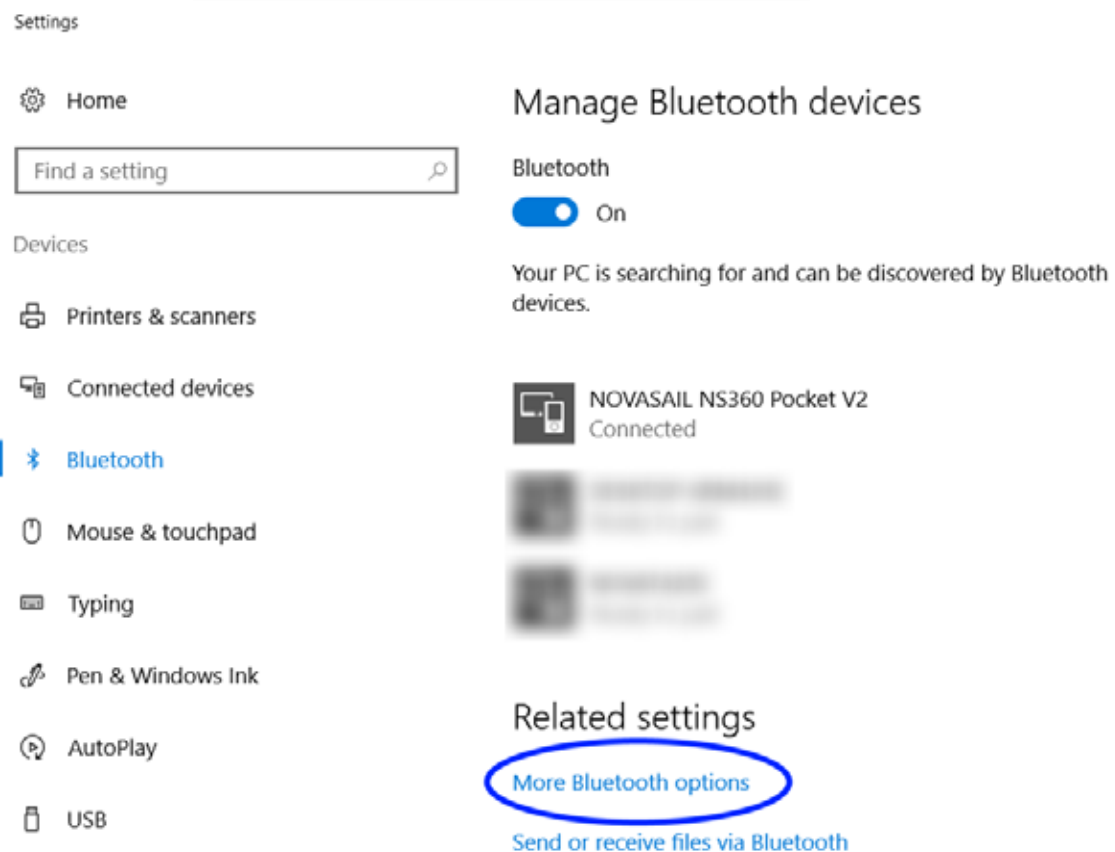 Settings
Home
Find a setting
Devices
Printers & scanners
Connected devices
Bluetooth
Mouse & touchpad
Typing
Pen & Windows Ink
AutoPlay
USB
Manage Bluetooth devices
Bluetooth
On
Your PC is searching for and can be discovered by Bluetooth
devices.
NOVASAIL NS360 Pocket V2
Connected
Related settings
More Bluetooth options
Send or receive files via Bluetooth